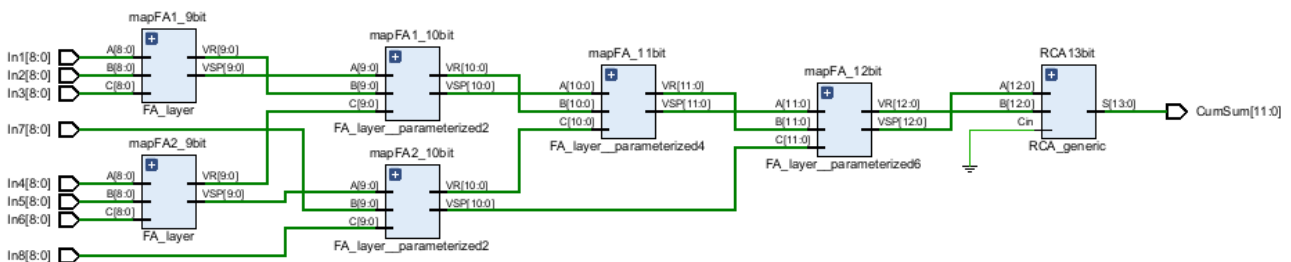 mapFA1_9bit
In1[8:0]
In2[8:0]
In3[8:0]
A[8:0]
B[8:0]
C[8:0]
VR[9:0]
VSP[9:0]
FA_layer
In7[8:0]
mapFA2_9bit
In4[8:0]
In5[8:0]
In6[8:0]
A[8:0]
B[8:0]
C[8:0]
VR[9:0]
VSP[9:0]
FA_layer
In8[8:0]
mapFA1_10bit
A[9:0]
B[9:0]
C[9:0]
VR[10:0]
VSP[10:0]
FA_layer__parameterized2
mapFA2_10bit
A[9:0]
B[9:0]
C[9:0]
VR[10:0]
VSP[10:0]
FA_layer__parameterized2
mapFA_11bit
A[10:0]
B[10:0]
C[10:0]
VR[11:0]
VSP[11:0]
FA_layer__parameterized4
mapFA_12bit
A[11:0]
B[11:0]
C[11:0]
VR[12:0]
VSP[12:0]
FA_layer__parameterized6
RCA13bit
A[12:0]
B[12:0]
Cin
S[13:0]
RCA_generic
CumSum[11:0]